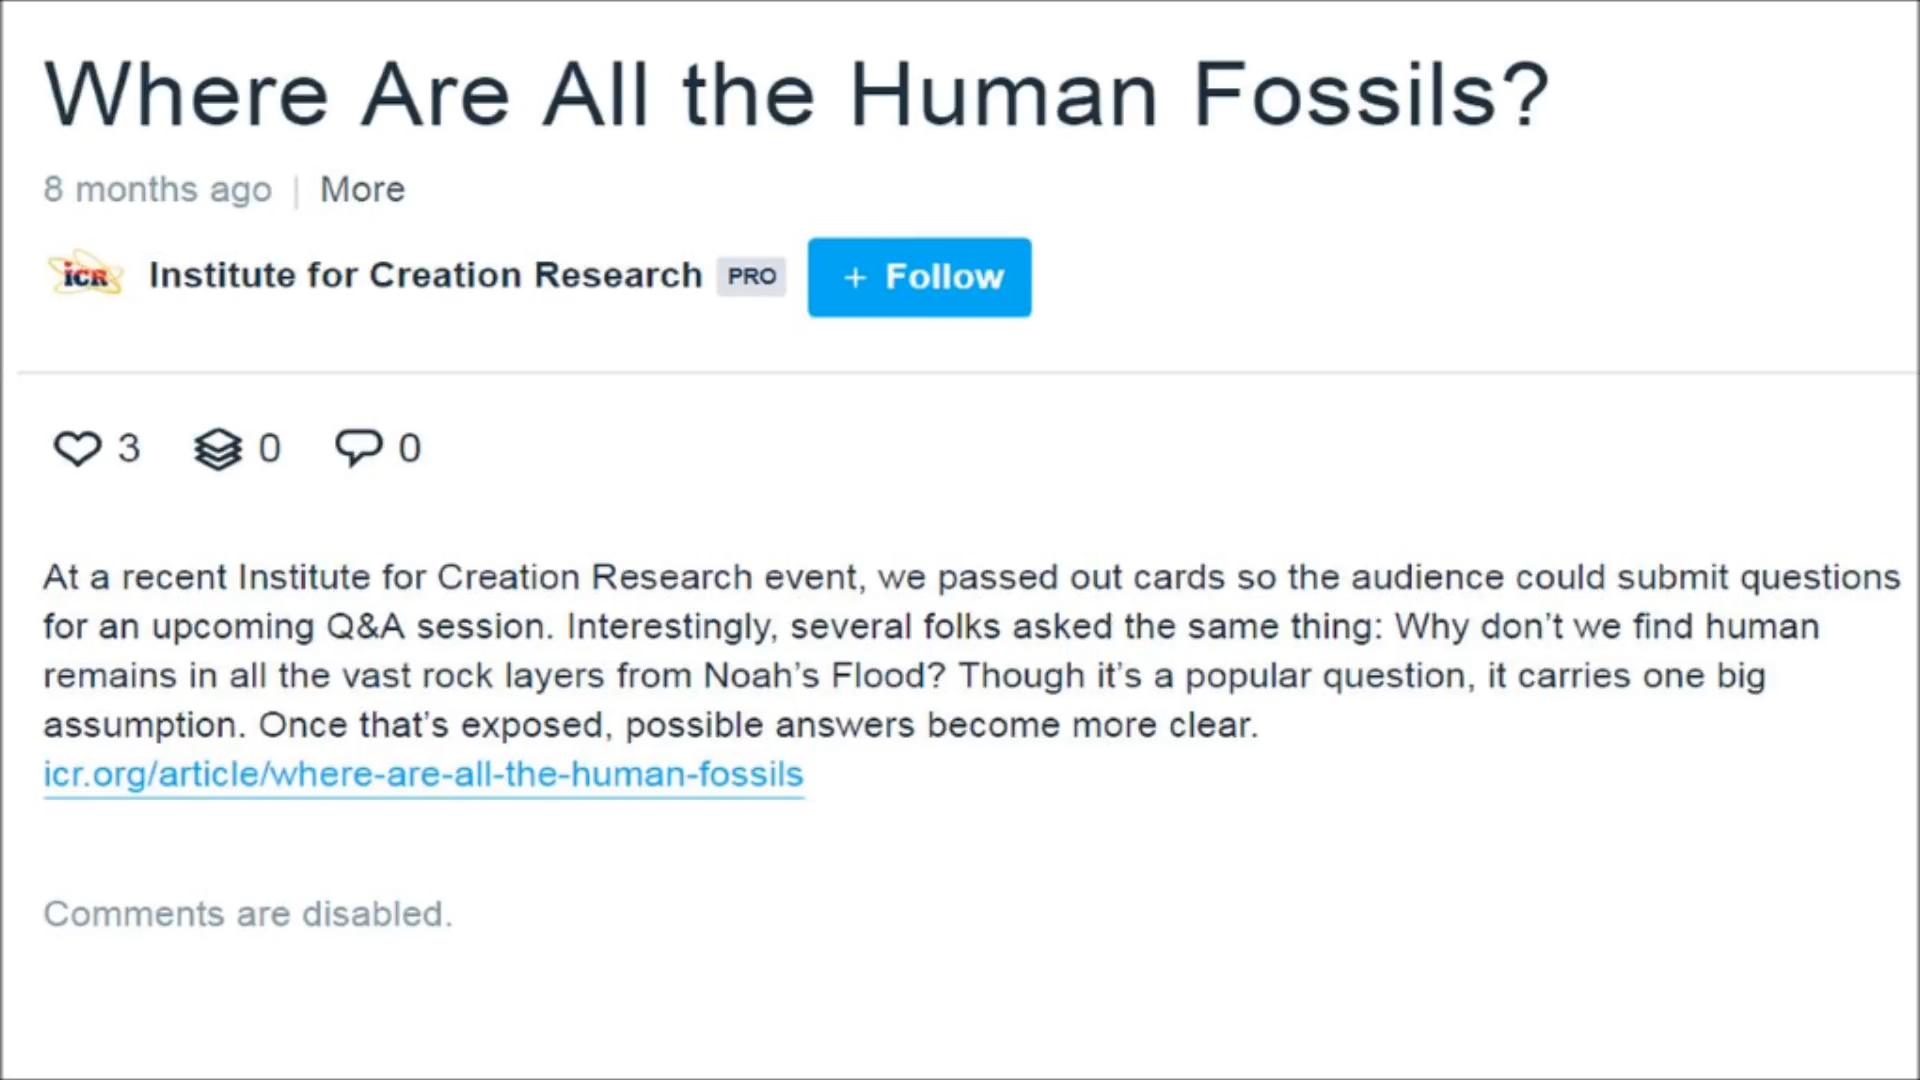 Where Are All the Human Fossils?
8 months ago | More
iCR Institute for Creation Research PRO + Follow
3 0 0
At a recent Institute for Creation Research event, we passed out cards so the audience could submit questions
for an upcoming Q&A session. Interestingly, several folks asked the same thing: Why don’t we find human
remains in all the vast rock layers from Noah’s Flood? Though it’s a popular question, it carries one big
assumption. Once that’s exposed, possible answers become more clear.
icr.org/article/where-are-all-the-human-fossils
Comments are disabled.